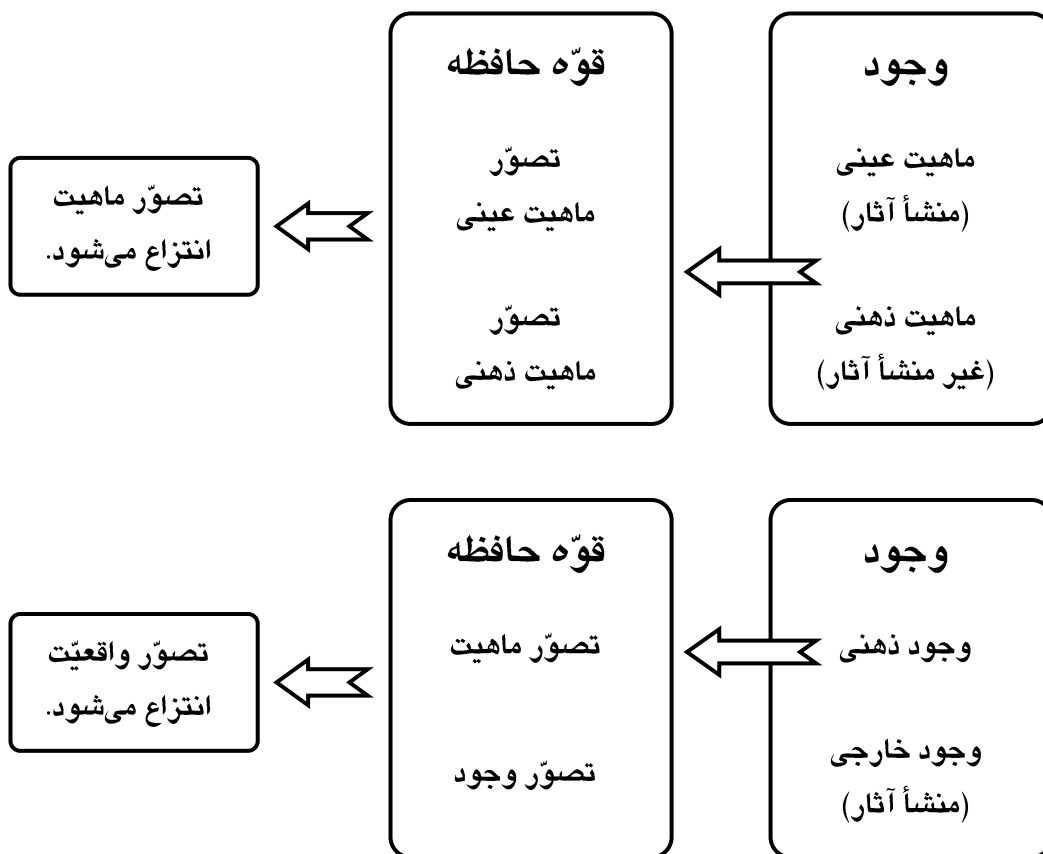 وجود
ماهیت عینی
(منشأ آثار)
ماهیت ذهنی
(غیر منشأ آثار)
قوّه حافظه
تصوّر
ماهیت عینی
تصوّر
ماهیت ذهنی
تصوّر ماهیت
انتزاع می‌شود.
وجود
وجود ذهنی
وجود خارجی
(منشأ آثار)
قوّه حافظه
تصوّر ماهیت
تصوّر وجود
تصوّر واقعیّت
انتزاع می‌شود.